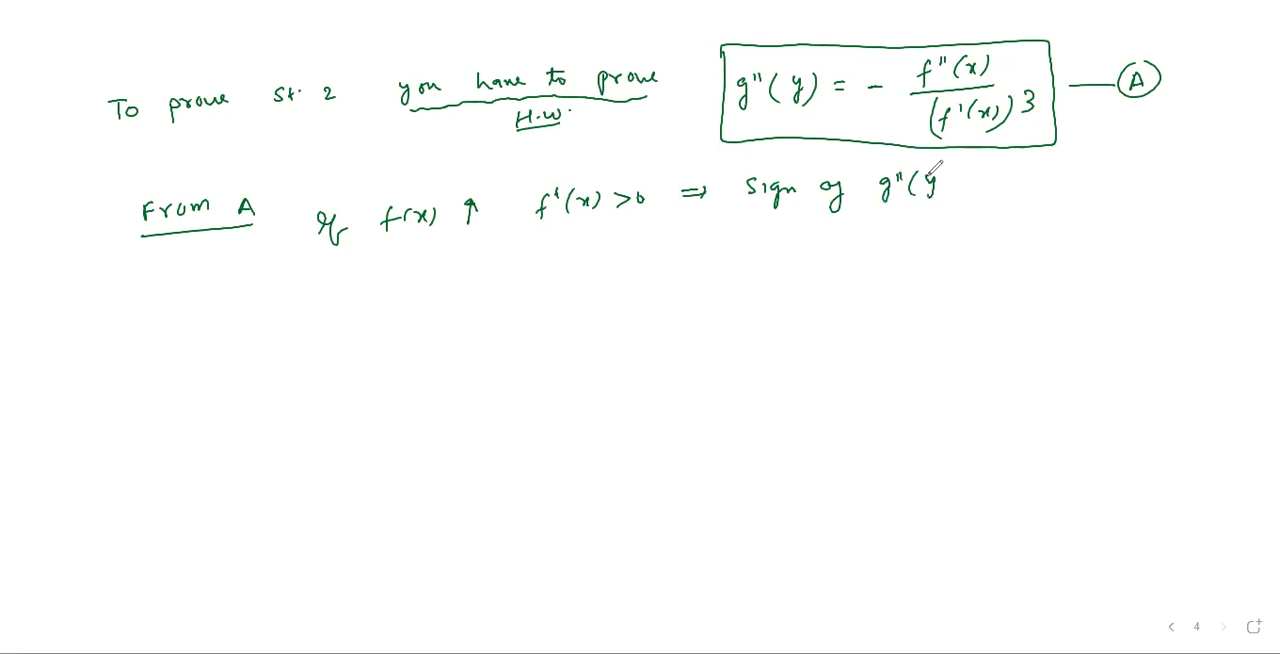 To prove St. 2 you have to prove g''(y) = - f''(x) / (f'(x))3 —— A
H.W.
From A If f(x) ↑ f'(x) > 0 ⇒ sign of g''(y
4